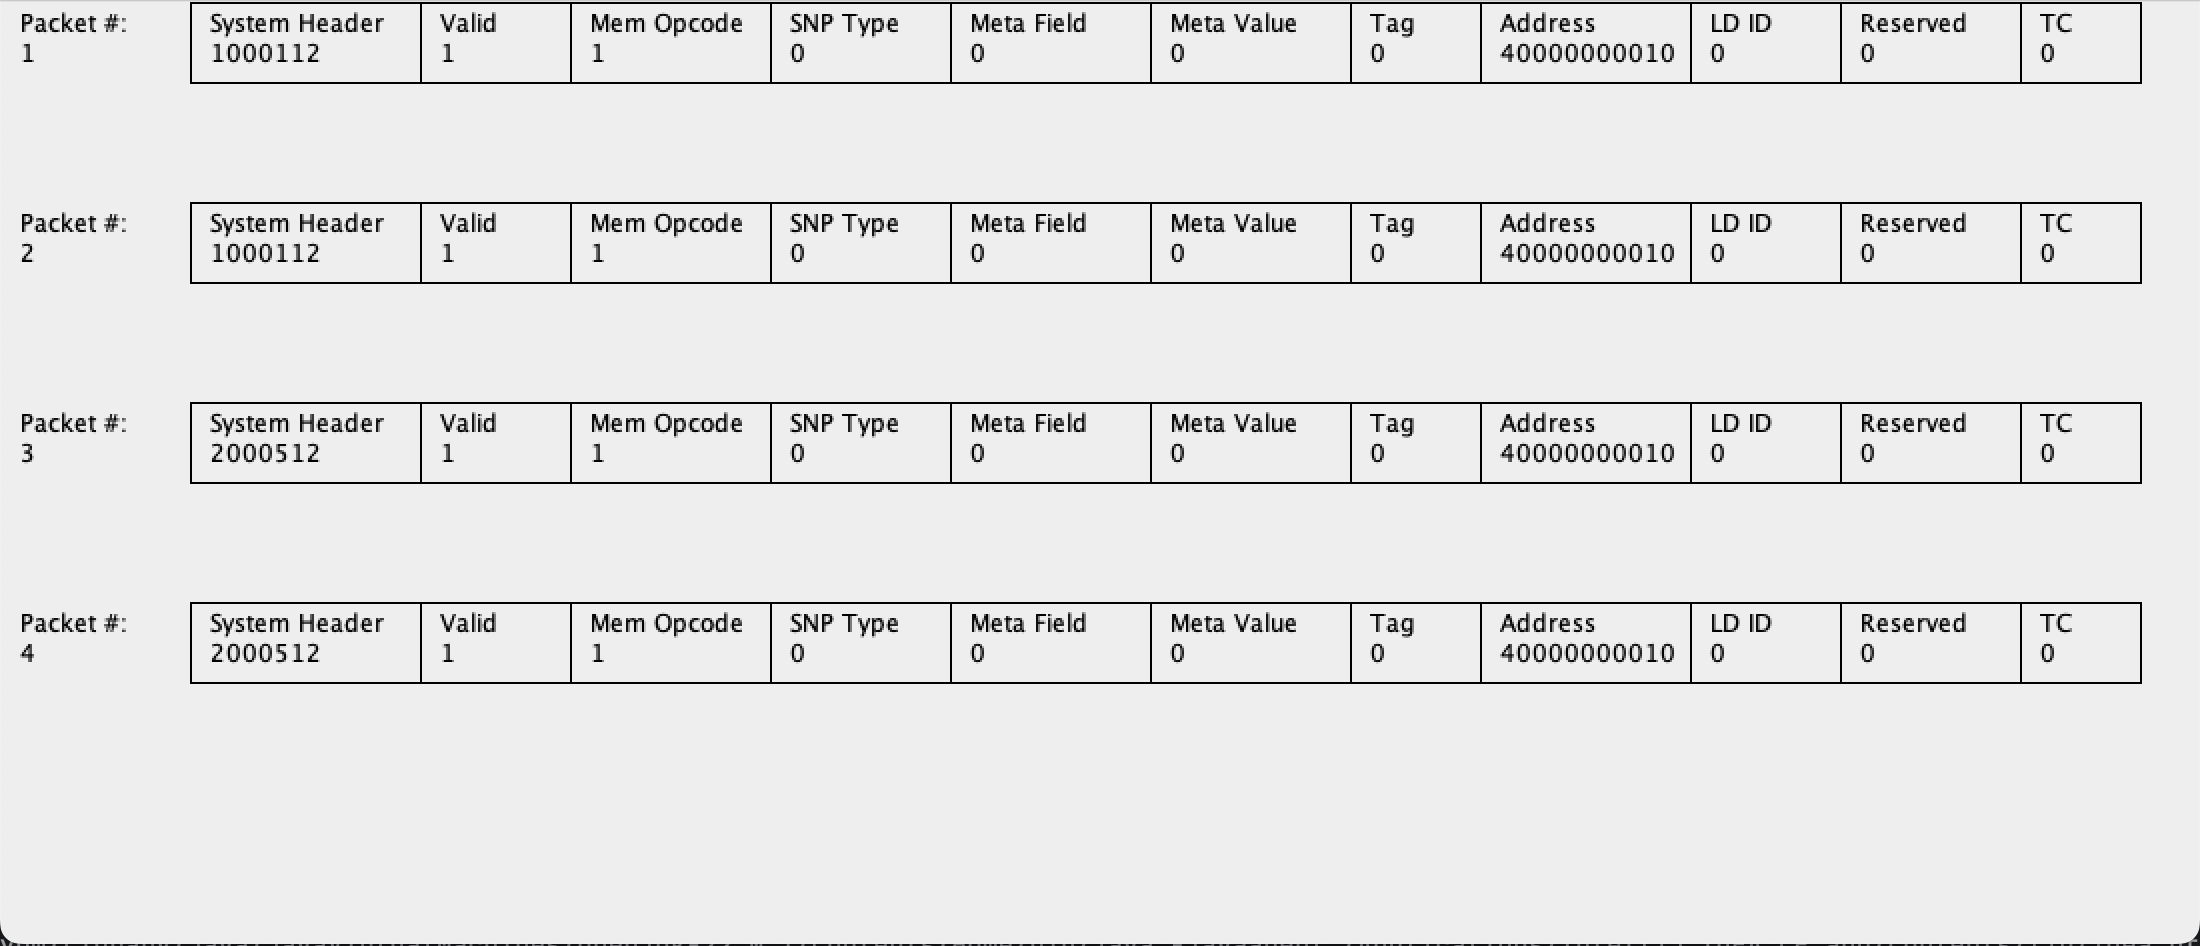 Packet #: System Header Valid Mem Opcode SNP Type Meta Field Meta Value Tag Address LD ID Reserved TC
1 1000112 1 1 0 0 0 0 40000000010 0 0 0
Packet #: System Header Valid Mem Opcode SNP Type Meta Field Meta Value Tag Address LD ID Reserved TC
2 1000112 1 1 0 0 0 0 40000000010 0 0 0
Packet #: System Header Valid Mem Opcode SNP Type Meta Field Meta Value Tag Address LD ID Reserved TC
3 2000512 1 1 0 0 0 0 40000000010 0 0 0
Packet #: System Header Valid Mem Opcode SNP Type Meta Field Meta Value Tag Address LD ID Reserved TC
4 2000512 1 1 0 0 0 0 40000000010 0 0 0